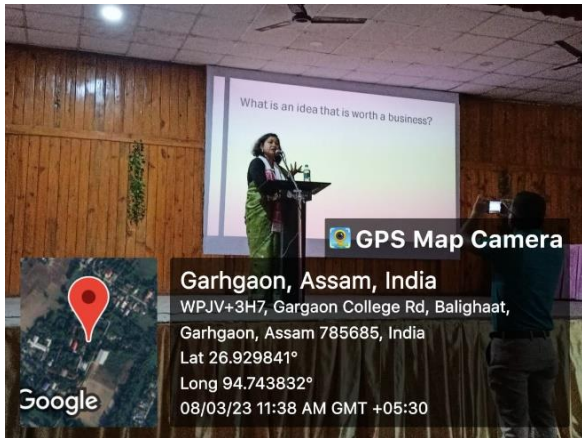 What is an idea that is worth a business?
GPS Map Camera
Garhgaon, Assam, India
WPJV+3H7, Gargaon College Rd, Balighaat,
Garhgaon, Assam 785685, India
Lat 26.929841°
Long 94.743832°
08/03/23 11:38 AM GMT +05:30
Google